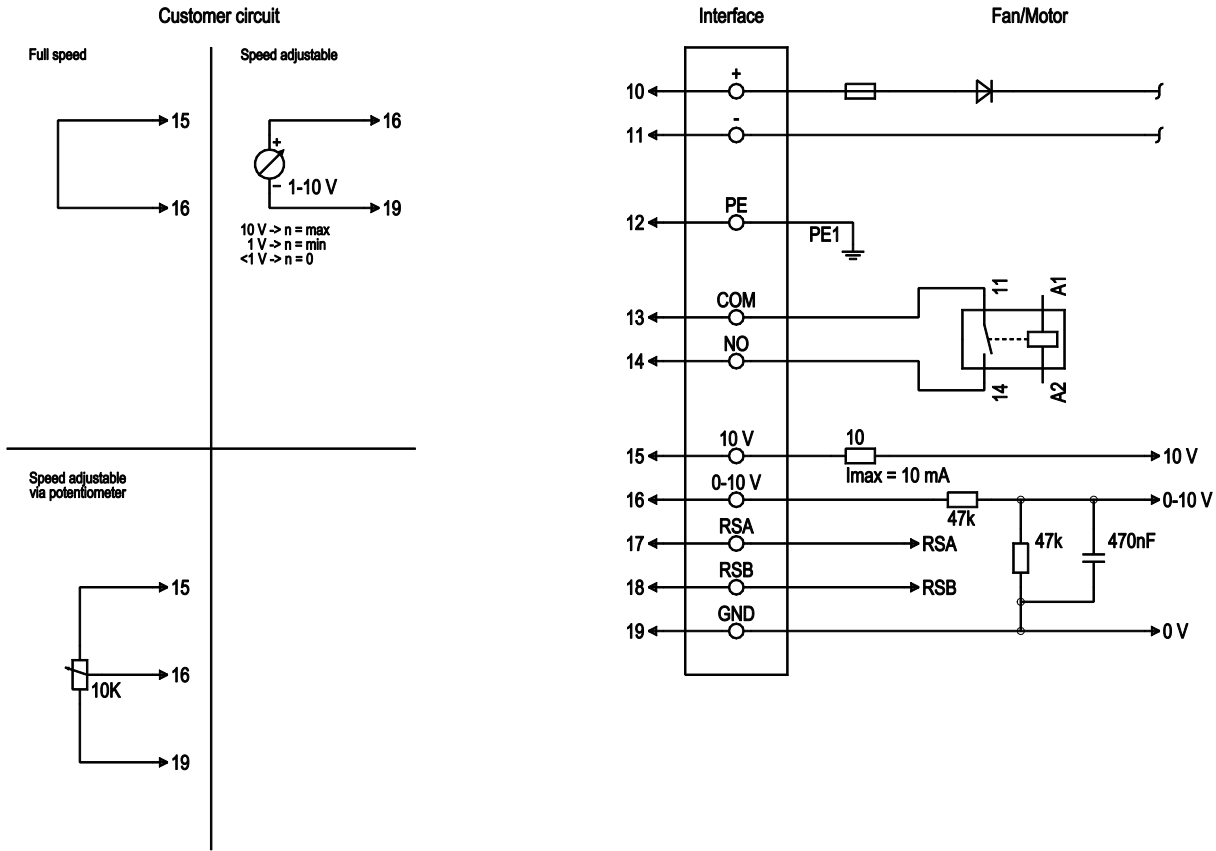 Customer circuit
Full speed
15
16
Speed adjustable
16
+
− 1-10 V
19
10 V -> n = max
1 V -> n = min
<1 V -> n = 0
Speed adjustable
via potentiometer
15
16
10K
19
Interface
Fan/Motor
+
10
-
11
PE
12
PE1
COM
13
NO
14
11
A1
14
A2
10 V
10
15
10 V
Imax = 10 mA
0-10 V
16
0-10 V
47k
RSA
17
RSA
47k
470nF
RSB
18
RSB
GND
19
0 V